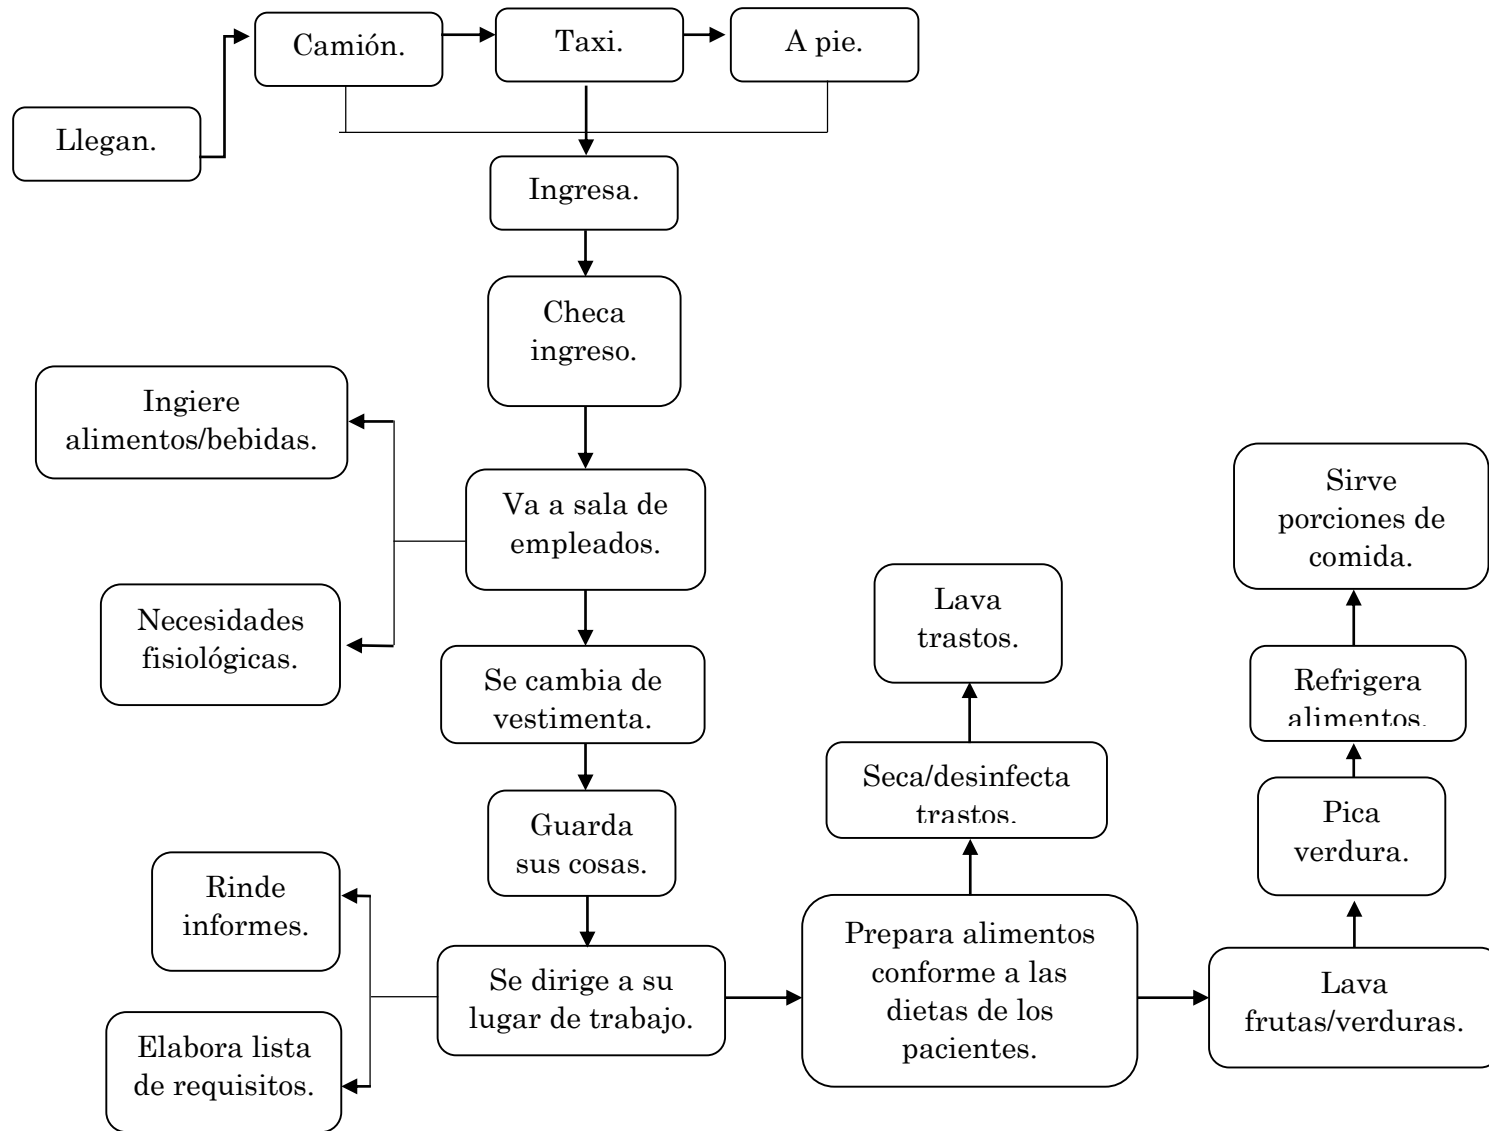 Camión.
Taxi.
A pie.
Llegan.
Ingresa.
Checa
ingreso.
Ingiere
alimentos/bebidas.
Va a sala de
empleados.
Necesidades
fisiológicas.
Se cambia de
vestimenta.
Guarda
sus cosas.
Rinde
informes.
Se dirige a su
lugar de trabajo.
Elabora lista
de requisitos.
Prepara alimentos
conforme a las
dietas de los
pacientes.
Seca/desinfecta
trastos.
Lava
trastos.
Lava
frutas/verduras.
Pica
verdura.
Refrigera
alimentos.
Sirve
porciones de
comida.